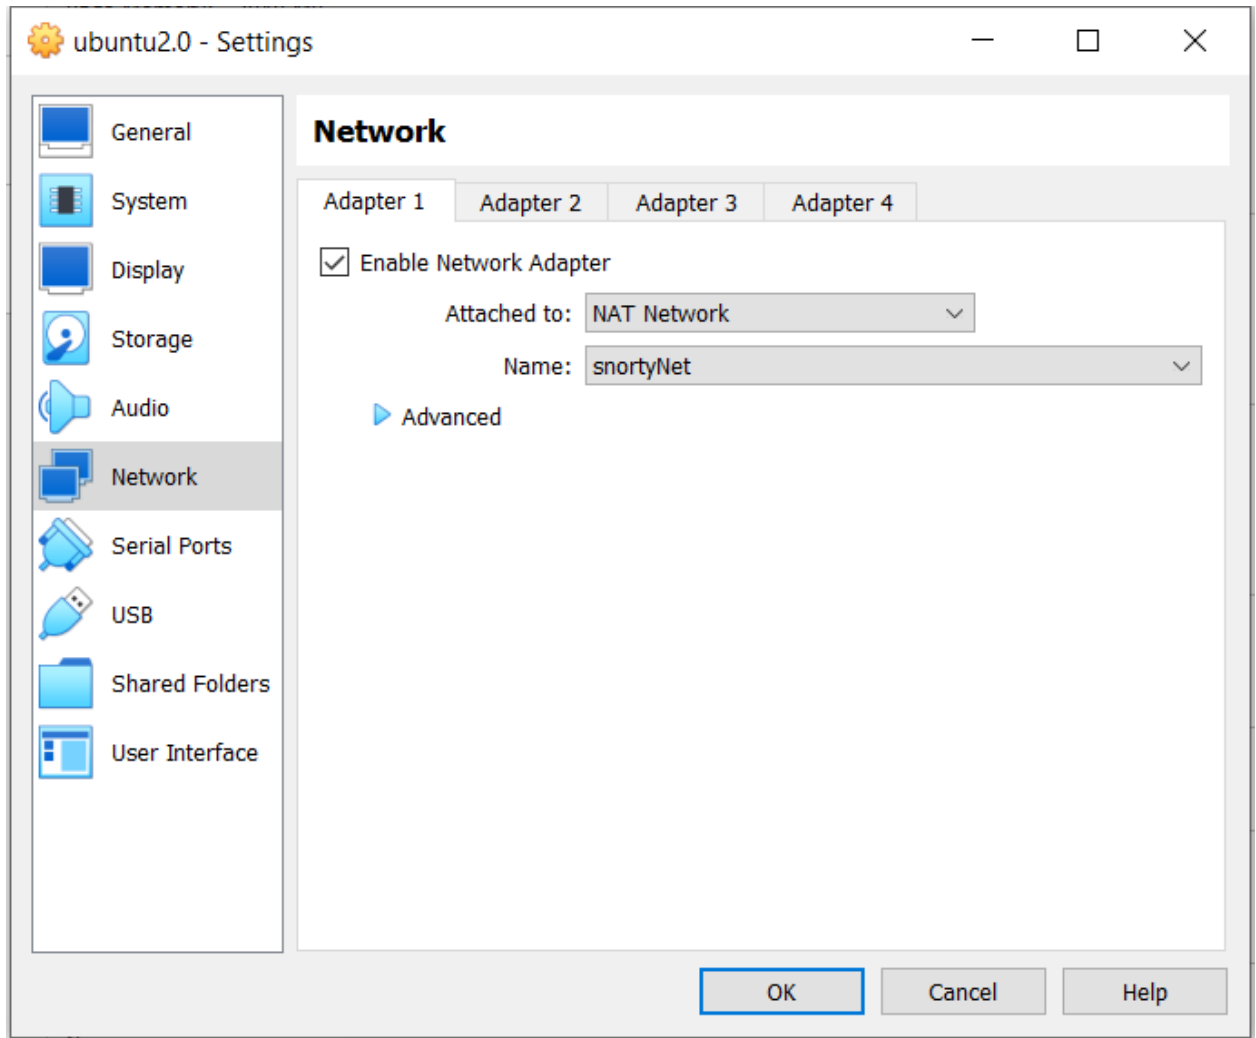 ubuntu2.0 - Settings
General
System
Display
Storage
Audio
Network
Serial Ports
USB
Shared Folders
User Interface
Network
Adapter 1 Adapter 2 Adapter 3 Adapter 4
Enable Network Adapter
Attached to: NAT Network
Name: snortyNet
Advanced
OK Cancel Help